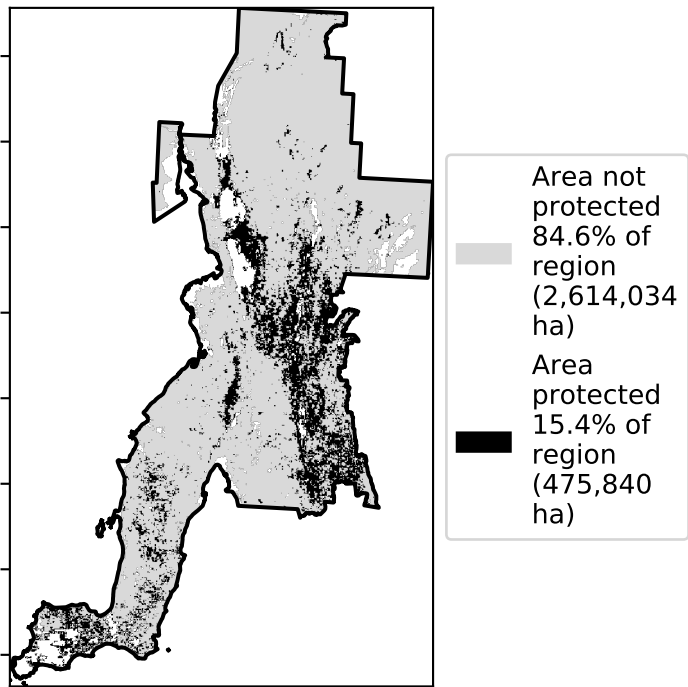 Area not
protected
84.6% of
region
(2,614,034
ha)
Area
protected
15.4% of
region
(475,840
ha)